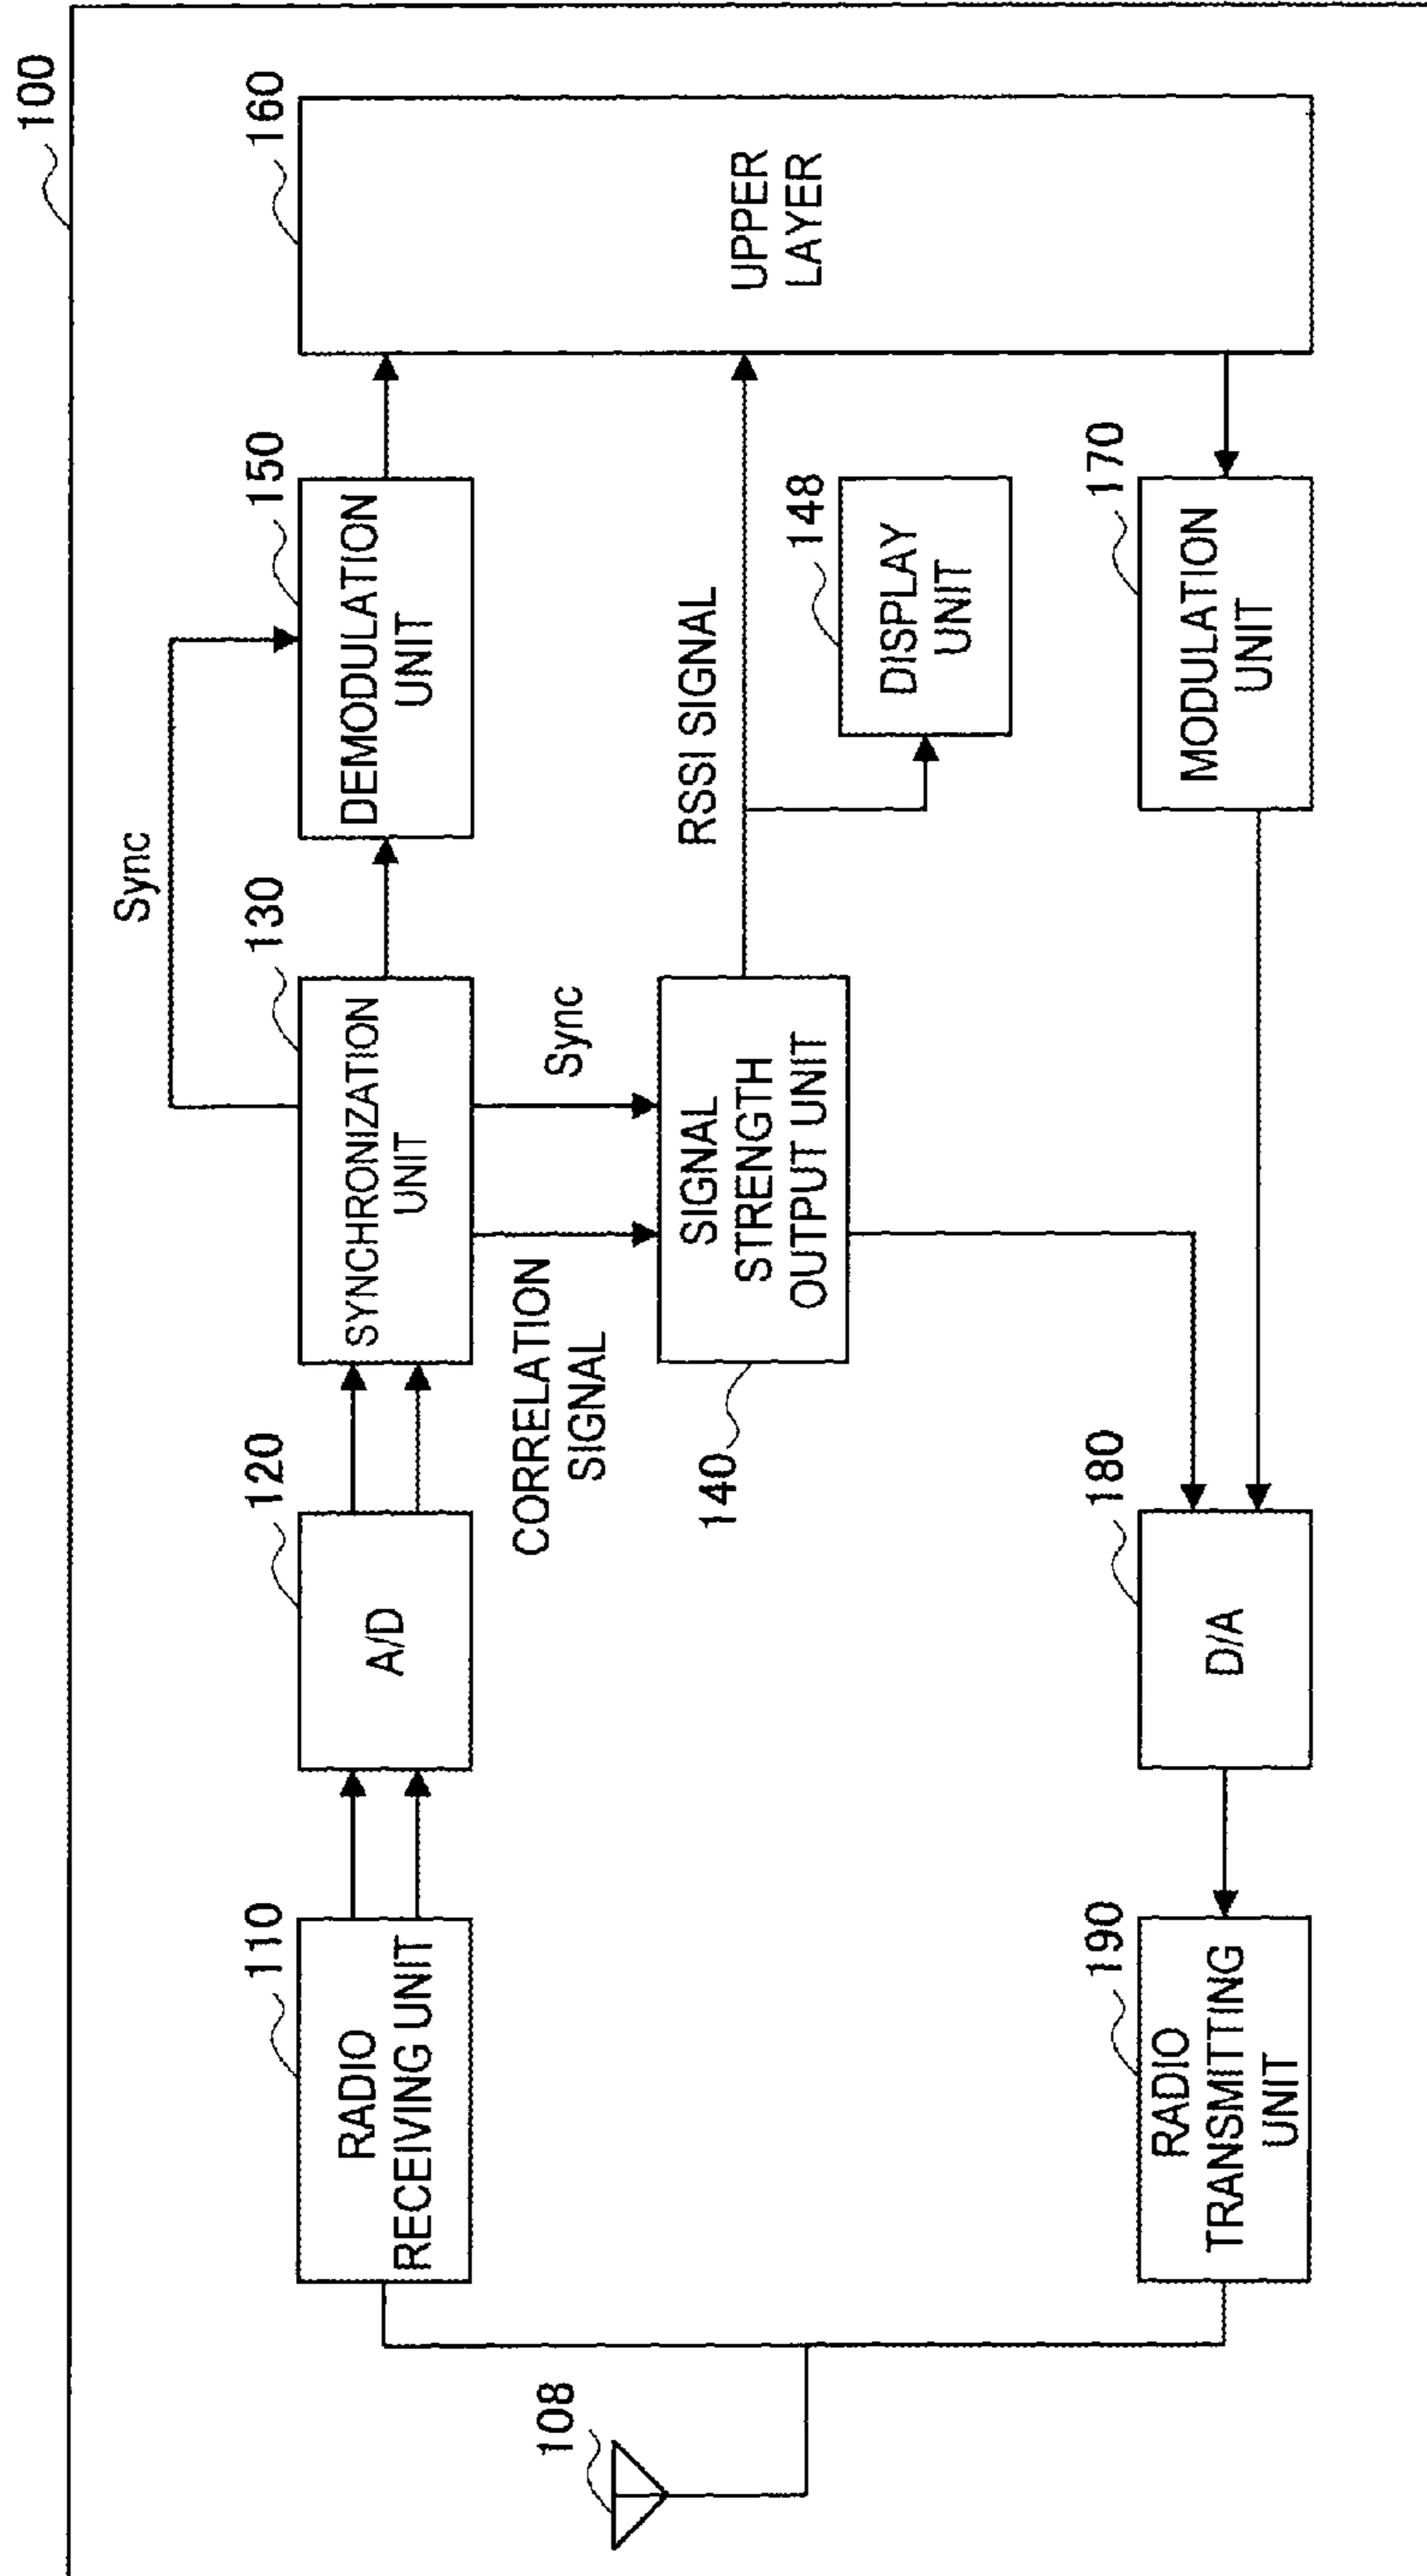 100
108
110
RADIO
RECEIVING UNIT
120
A/D
130
SYNCHRONIZATION
UNIT
Sync
150
DEMODULATION
UNIT
160
UPPER
LAYER
CORRELATION
SIGNAL
Sync
140
SIGNAL
STRENGTH
OUTPUT UNIT
RSSI SIGNAL
148
DISPLAY
UNIT
190
RADIO
TRANSMITTING
UNIT
180
D/A
170
MODULATION
UNIT